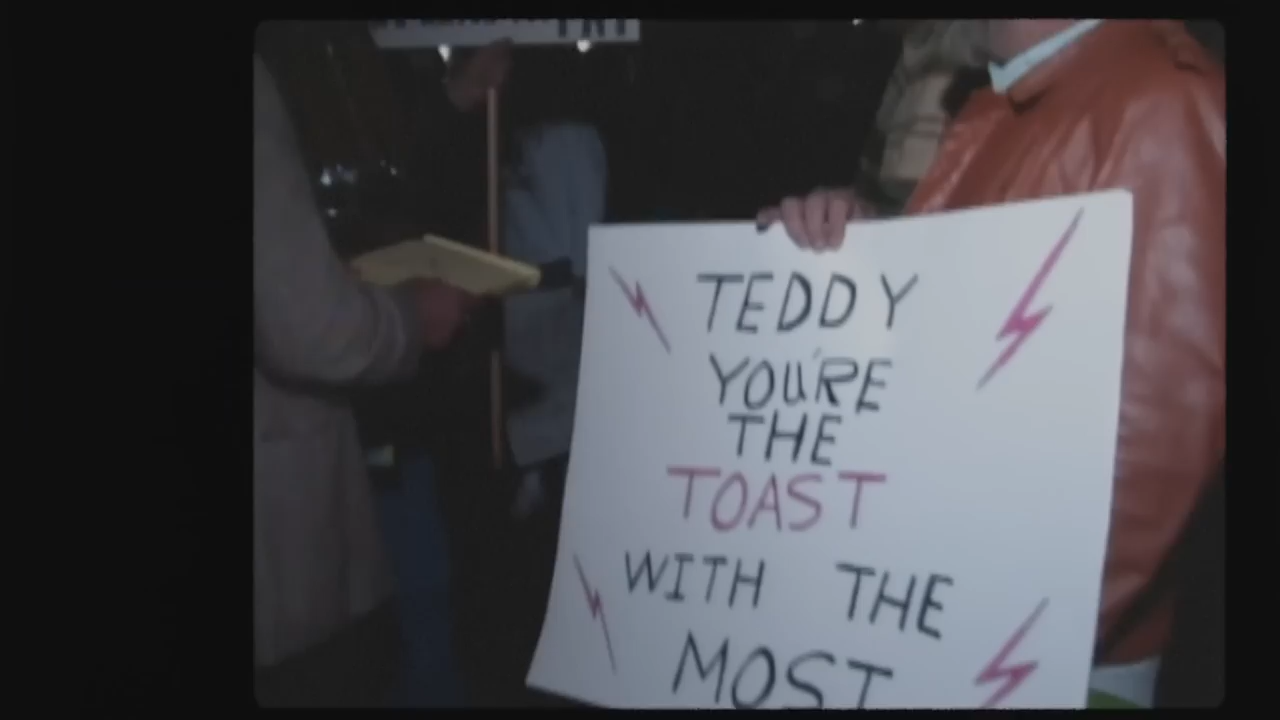 TEDDY
YOU'RE
THE
TOAST
WITH THE
MOST